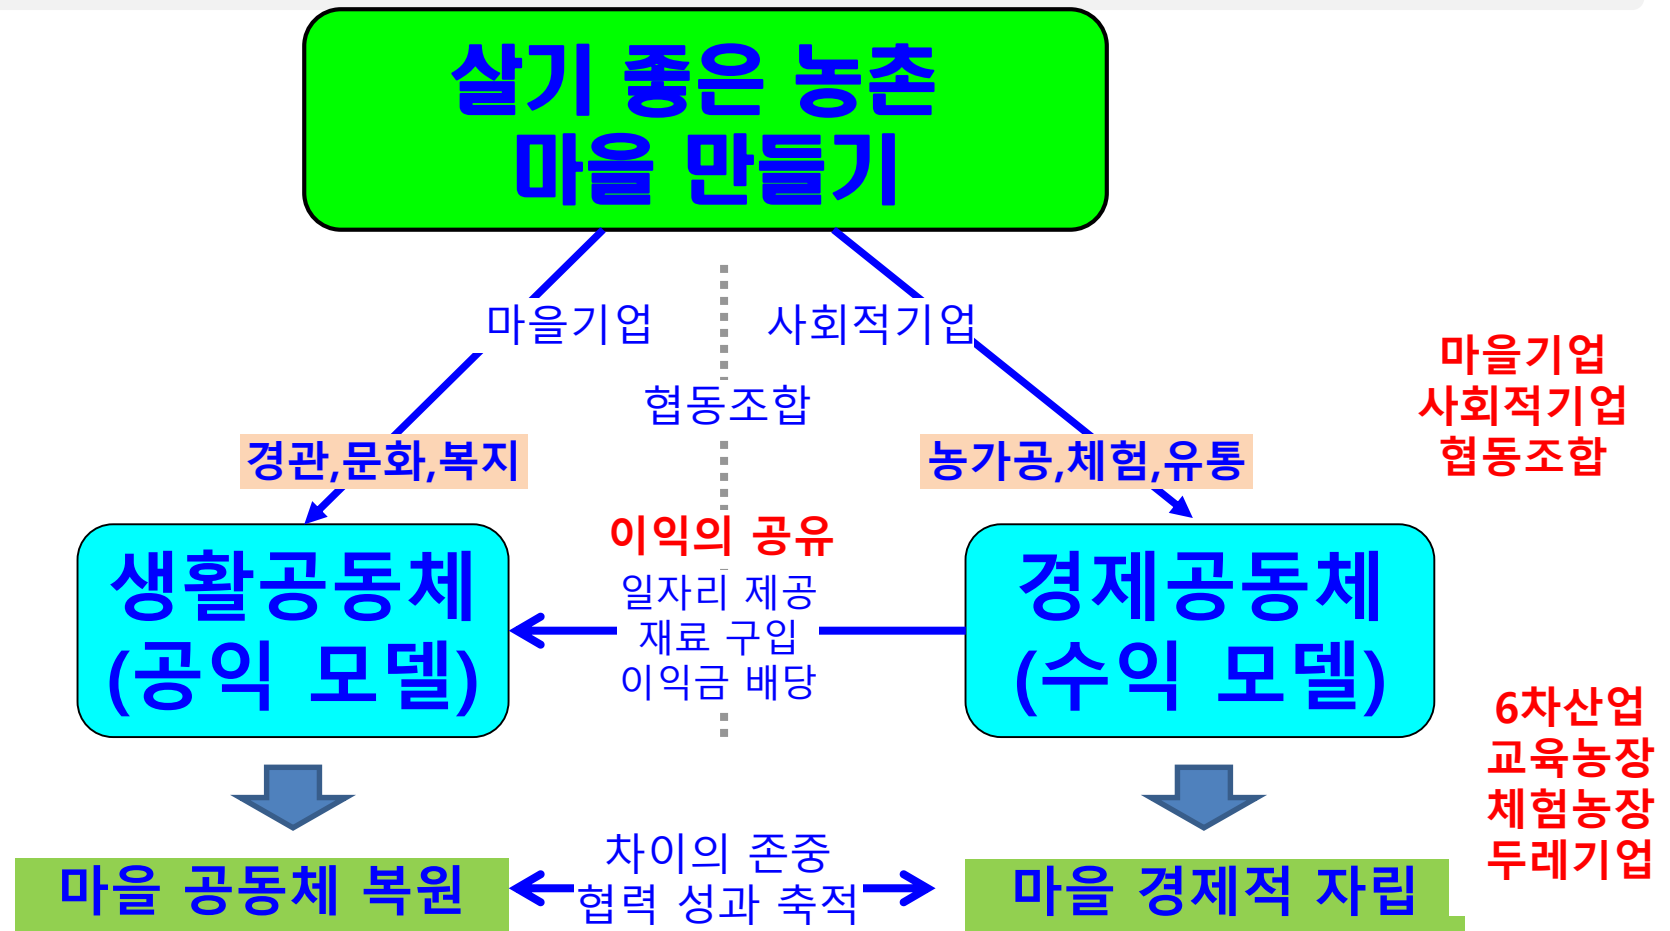 살기 좋은 농촌
마을 만들기
마을기업
사회적기업
협동조합
경관,문화,복지
농가공,체험,유통
마을기업
사회적기업
협동조합
생활공동체
(공익 모델)
이익의 공유
일자리 제공
재료 구입
이익금 배당
경제공동체
(수익 모델)
6차산업
교육농장
체험농장
두레기업
마을 공동체 복원
차이의 존중
협력 성과 축적
마을 경제적 자립